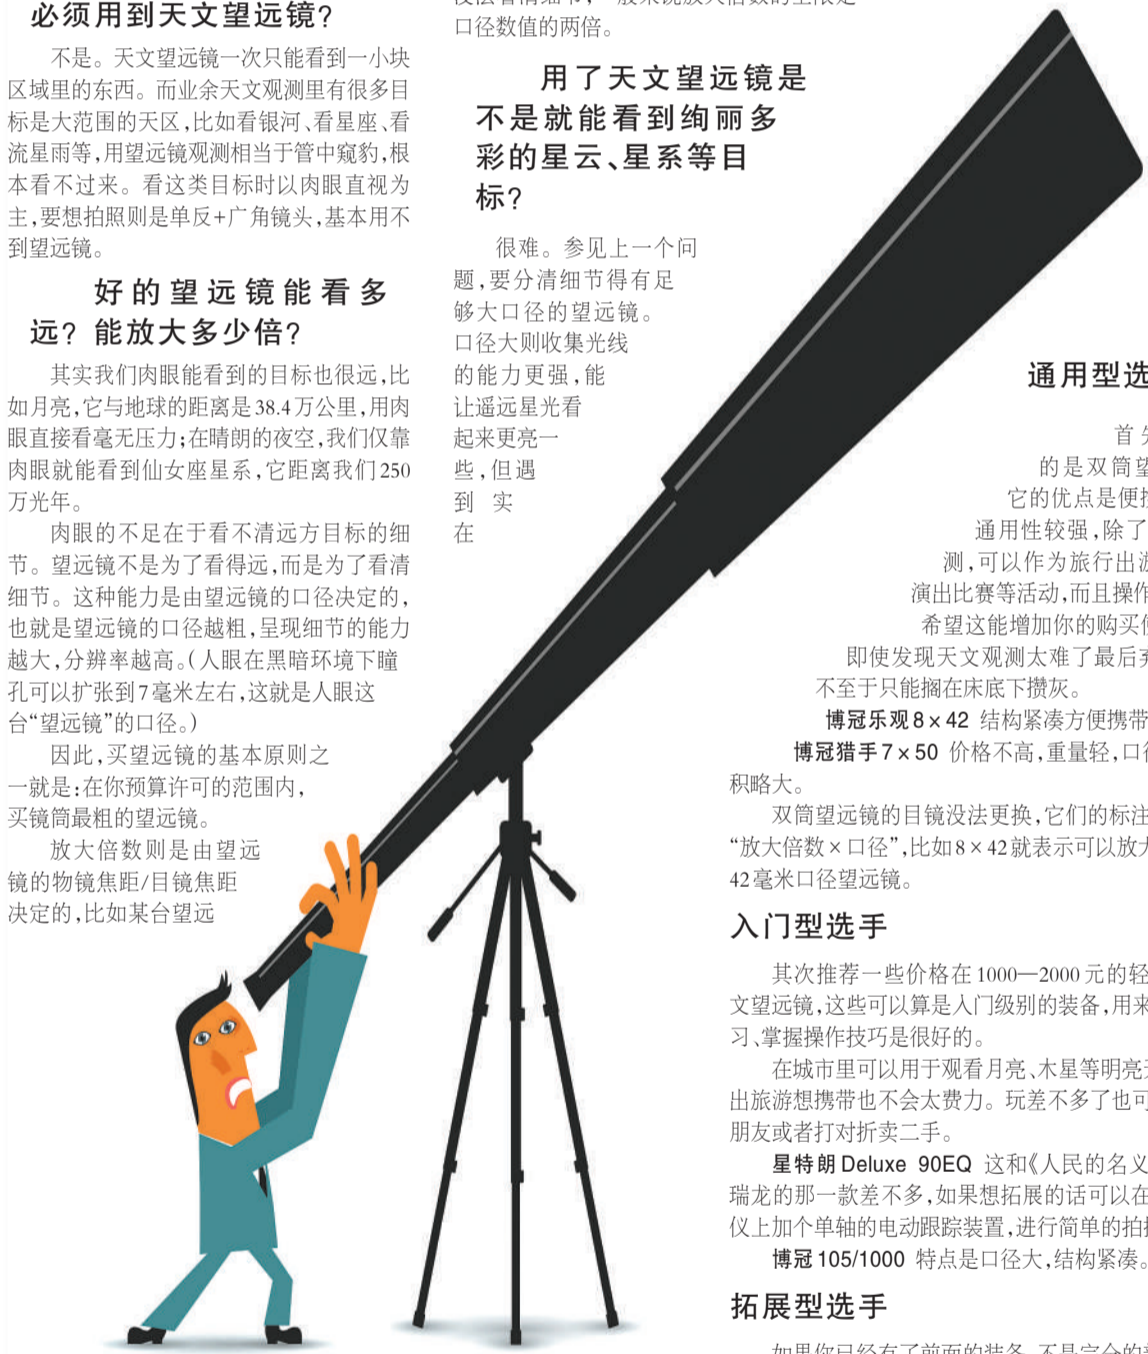 必须用到天文望远镜?
不是。天文望远镜一次只能看到一小块
区域里的东西。而业余天文观测里有很多目
标是大范围的天区,比如看银河、看星座、看
流星雨等,用望远镜观测相当于管中窥豹,根
本看不过来。看这类目标时以肉眼直视为
主,要想拍照则是单反+广角镜头,基本用不
到望远镜。
好的望远镜能看多
远?能放大多少倍?
其实我们肉眼能看到的目标也很远,比
如月亮,它与地球的距离是38.4万公里,用肉
眼直接看毫无压力;在晴朗的夜空,我们仅靠
肉眼就能看到仙女座星系,它距离我们250
万光年。
肉眼的不足在于看不清远方目标的细
节。望远镜不是为了看得远,而是为了看清
细节。这种能力是由望远镜的口径决定的,
也就是望远镜的口径越粗,呈现细节的能力
越大,分辨率越高。(人眼在黑暗环境下瞳
孔可以扩张到7毫米左右,这就是人眼这
台“望远镜”的口径。)
因此,买望远镜的基本原则之
一就是:在你预算许可的范围内,
买镜筒最粗的望远镜。
放大倍数则是由望远
镜的物镜焦距/目镜焦距
决定的,比如某台望远
口径数值的两倍。
用了天文望远镜是
不是就能看到绚丽多
彩的星云、星系等目
标?
很难。参见上一个问
题,要分清细节得有足
够大口径的望远镜。
口径大则收集光线
的能力更强,能
让遥远星光看
起来更亮一
些,但遇
到实
在
通用型选
首先
的是双筒望
它的优点是便携
通用性较强,除了
测,可以作为旅行出游
演出比赛等活动,而且操作
希望这能增加你的购买
即使发现天文观测太难了最后
不至于只能搁在床底下攒灰。
博冠乐观8×42 结构紧凑方便携带
博冠猎手7×50 价格不高,重量轻,口径
积略大。
双筒望远镜的目镜没法更换,它们的标注
“放大倍数×口径”,比如8×42就表示可以放大
42毫米口径望远镜。
入门型选手
其次推荐一些价格在1000—2000元的轻
文望远镜,这些可以算是入门级别的装备,用来
习、掌握操作技巧是很好的。
在城市里可以用于观看月亮、木星等明亮
出旅游想携带也不会太费力。玩差不多了也可
朋友或者打对折卖二手。
星特朗Deluxe 90EQ 这和《人民的名义
瑞龙的那一款差不多,如果想拓展的话可以在
仪上加个单轴的电动跟踪装置,进行简单的拍
博冠105/1000 特点是口径大,结构紧凑。
拓展型选手